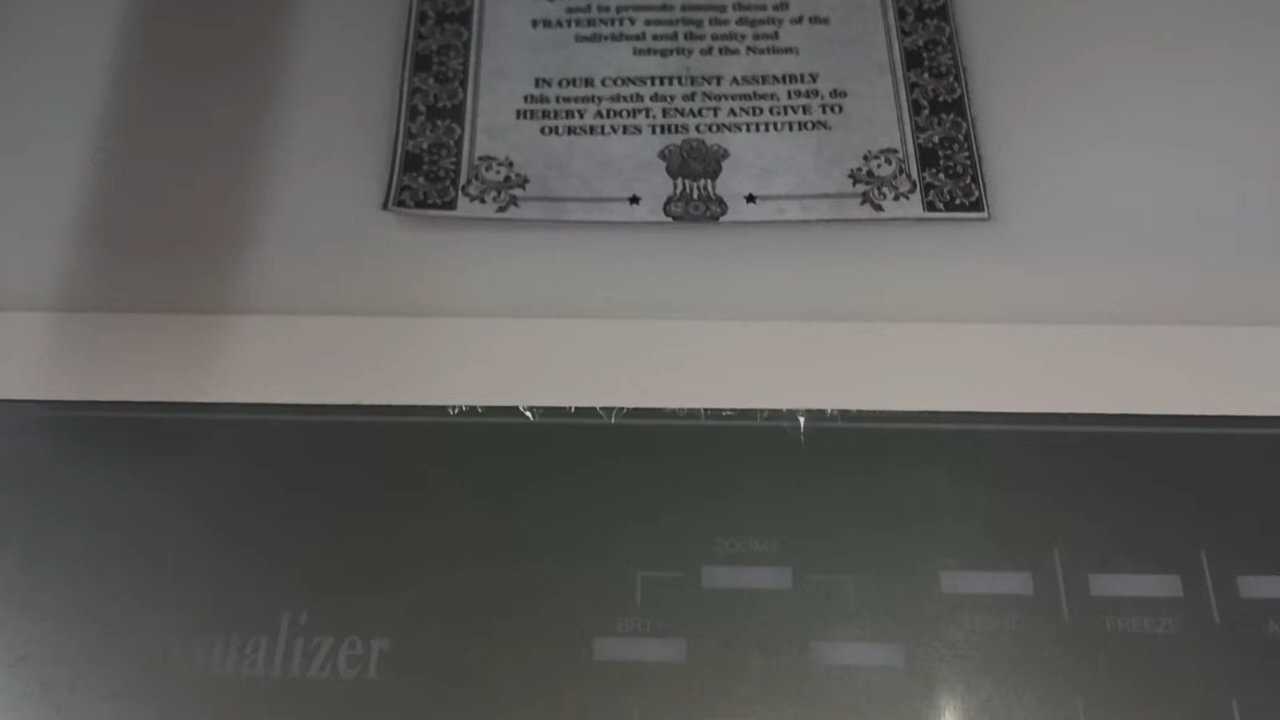 and to promote among them all
FRATERNITY assuring the dignity of the
individual and the unity and
integrity of the Nation;
IN OUR CONSTITUENT ASSEMBLY
this twenty-sixth day of November, 1949, do
HEREBY ADOPT, ENACT AND GIVE TO
OURSELVES THIS CONSTITUTION.
ZOOM+
BRT-
FREEZE
sualizer